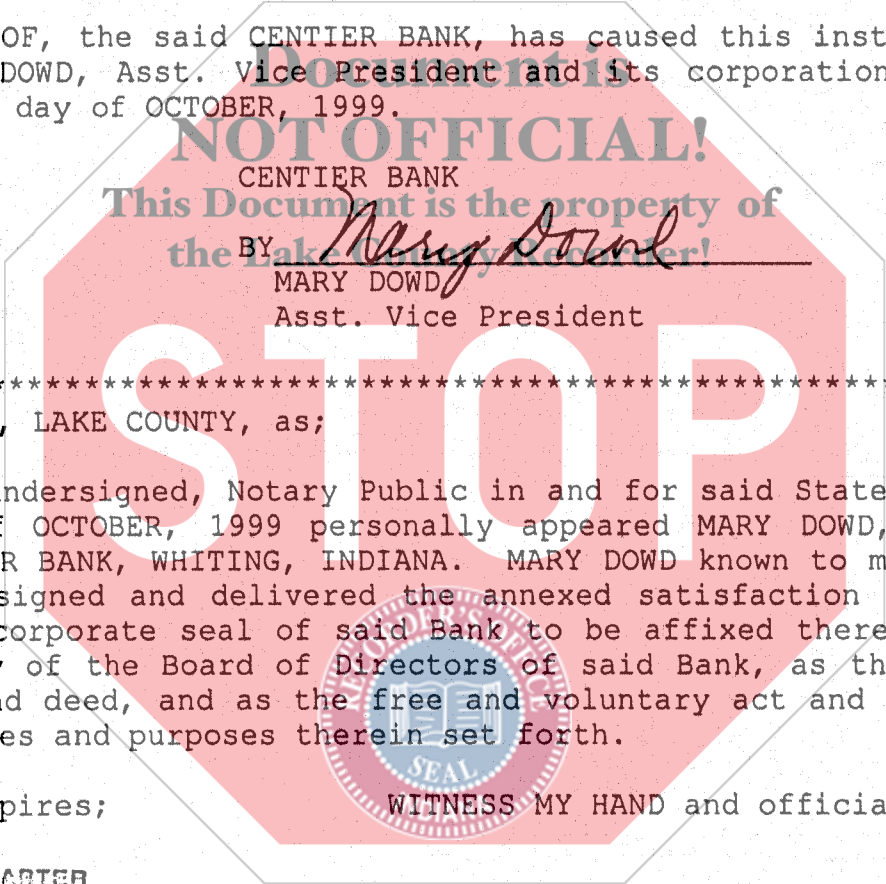 OF, the said CENTIER BANK, has caused this inst
Document is
DOWD, Asst. Vice President and its corporation
day of OCTOBER, 1999.
NOT OFFICIAL!
CENTIER BANK
This Document is the property of
BY Mary Dowd
the Lake County Recorder!
MARY DOWD
Asst. Vice President
STOP
**************************************************
, LAKE COUNTY, as;
ndersigned, Notary Public in and for said State
f OCTOBER, 1999 personally appeared MARY DOWD,
R BANK, WHITING, INDIANA. MARY DOWD known to m
signed and delivered the annexed satisfaction
corporate seal of said Bank to be affixed there
y of the Board of Directors of said Bank, as th
nd deed, and as the free and voluntary act and
es and purposes therein set forth.
RECORDER'S OFFICE
SEAL
INDIANA
pires; WITNESS MY HAND and officia